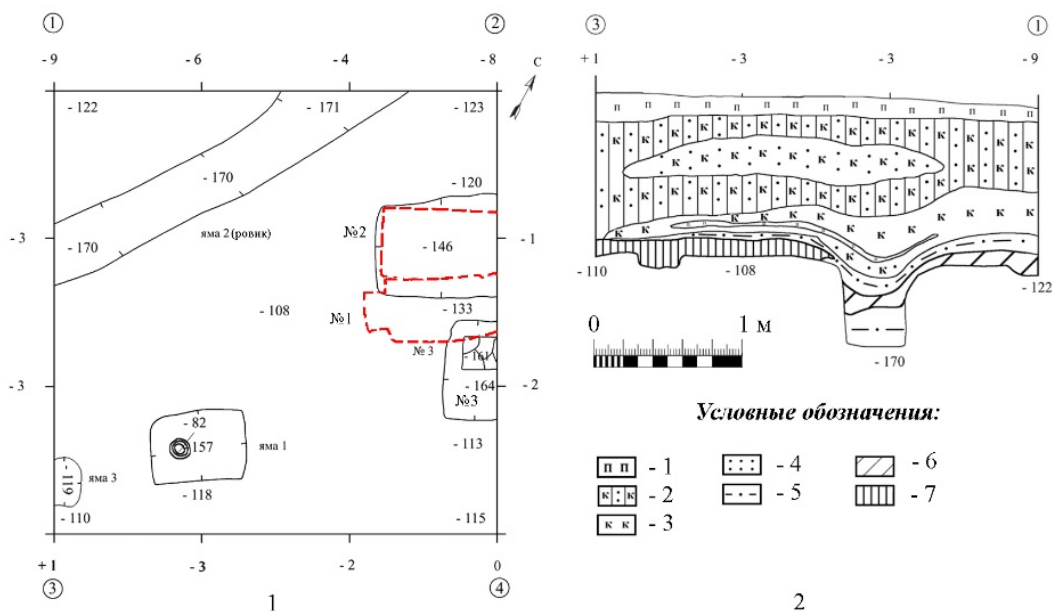 ① ②
- 9 - 6 - 4 - 8
С
- 122 - 171 - 123
- 170 - 120
№2
- 3 - 170 яма 2 (ровик) - 146 - 1
- 108 - 133
№1
№ 3
- 161
- 3 - 164 - 2
№3
- 82
157 яма 1
яма 3 - 113
- 119
- 118
- 110 - 115
+ 1 - 3 - 2 0
③ ④
1
③ ①
+ 1 - 3 - 3 - 9
п п п п п п п п п п п п п п
к к к к к к к к к
к к к к к к к
к к к к к к к
- 110 - 108 - 122
- 170
0 1 м
Условные обозначения:
п п - 1 - 4 - 6
к к - 2 - 5 - 7
к к - 3
2